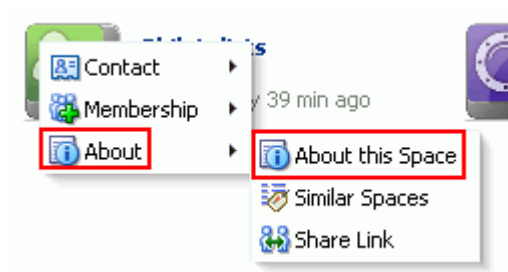 Contact
Membership
39 min ago
About
About this Space
Similar Spaces
Share Link